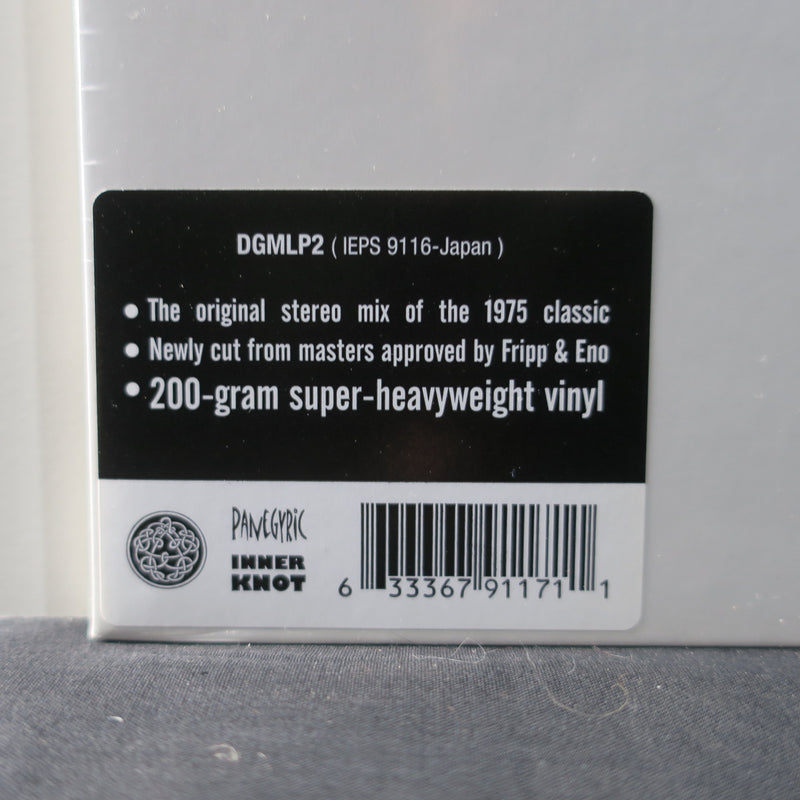 DGMLP2 ( IEPS 9116-Japan )
• The original stereo mix of the 1975 classic
• Newly cut from masters approved by Fripp & Eno
• 200-gram super-heavyweight vinyl
PANEGYRIC
INNER
KNOT
6 33367 91171 1